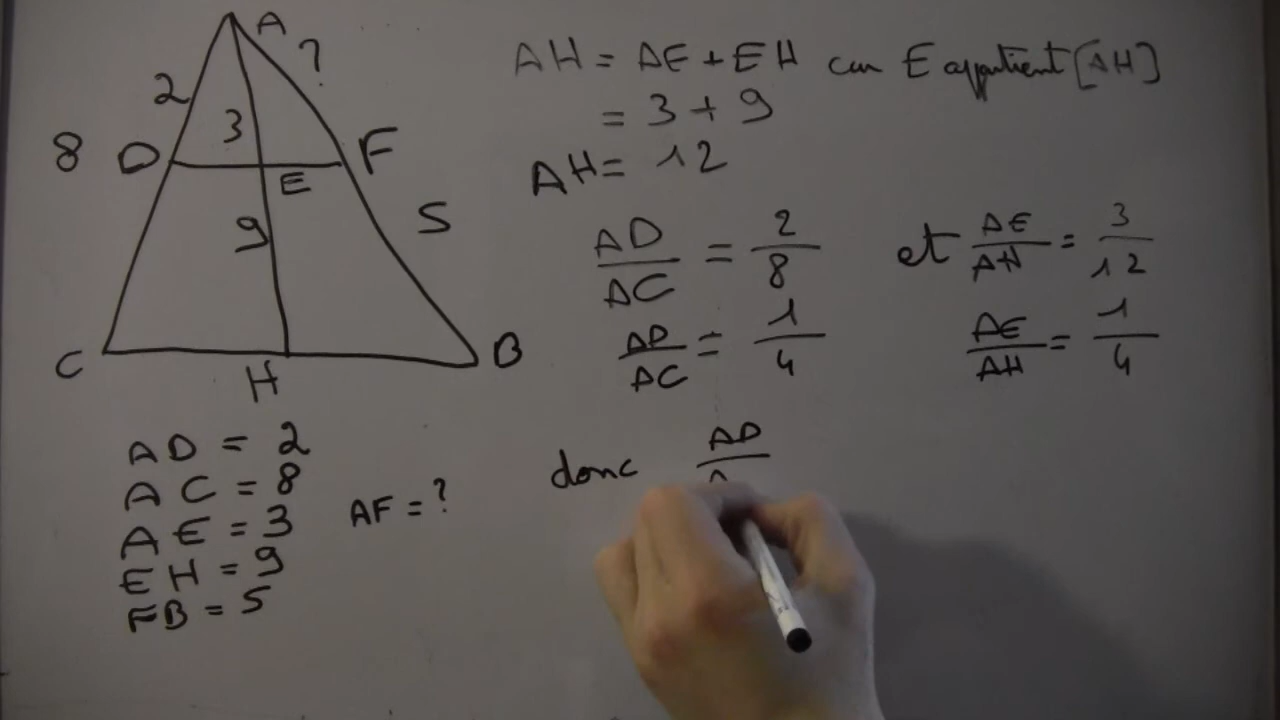 A
?
2
3
8 D F
E
9 5
C B
H
AD = 2
AC = 8
AE = 3
EH = 9
FB = 5
AF = ?
AH = AE + EH car E appartient [AH]
= 3 + 9
AH = 12
AD/AC = 2/8 et AE/AH = 3/12
AD/AC = 1/4 AE/AH = 1/4
donc AD